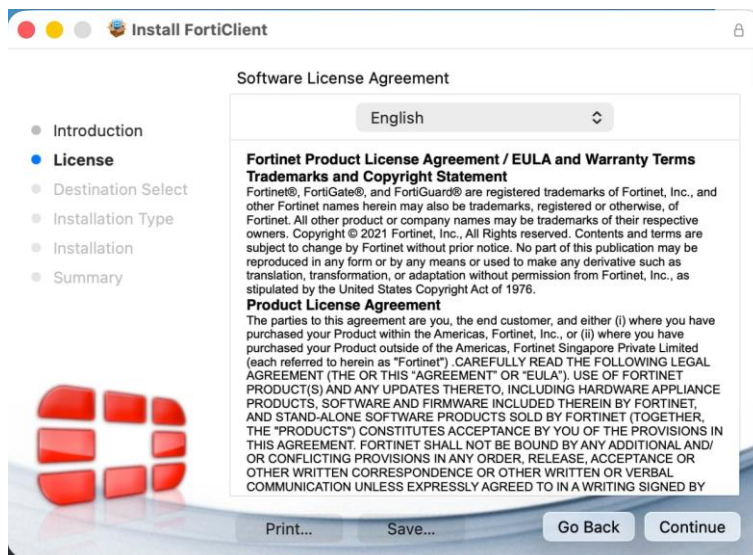 Install FortiClient
Software License Agreement
Introduction
License
Destination Select
Installation Type
Installation
Summary
English
Fortinet Product License Agreement / EULA and Warranty Terms
Trademarks and Copyright Statement
Fortinet®, FortiGate®, and FortiGuard® are registered trademarks of Fortinet, Inc., and
other Fortinet names herein may also be trademarks, registered or otherwise, of
Fortinet. All other product or company names may be trademarks of their respective
owners. Copyright © 2021 Fortinet, Inc., All Rights reserved. Contents and terms are
subject to change by Fortinet without prior notice. No part of this publication may be
reproduced in any form or by any means or used to make any derivative such as
translation, transformation, or adaptation without permission from Fortinet, Inc., as
stipulated by the United States Copyright Act of 1976.
Product License Agreement
The parties to this agreement are you, the end customer, and either (i) where you have
purchased your Product within the Americas, Fortinet, Inc., or (ii) where you have
purchased your Product outside of the Americas, Fortinet Singapore Private Limited
(each referred to herein as "Fortinet") .CAREFULLY READ THE FOLLOWING LEGAL
AGREEMENT (THE OR THIS “AGREEMENT” OR “EULA”). USE OF FORTINET
PRODUCT(S) AND ANY UPDATES THERETO, INCLUDING HARDWARE APPLIANCE
PRODUCTS, SOFTWARE AND FIRMWARE INCLUDED THEREIN BY FORTINET,
AND STAND-ALONE SOFTWARE PRODUCTS SOLD BY FORTINET (TOGETHER,
THE "PRODUCTS") CONSTITUTES ACCEPTANCE BY YOU OF THE PROVISIONS IN
THIS AGREEMENT. FORTINET SHALL NOT BE BOUND BY ANY ADDITIONAL AND/
OR CONFLICTING PROVISIONS IN ANY ORDER, RELEASE, ACCEPTANCE OR
OTHER WRITTEN CORRESPONDENCE OR OTHER WRITTEN OR VERBAL
COMMUNICATION UNLESS EXPRESSLY AGREED TO IN A WRITING SIGNED BY
Print... Save... Go Back Continue